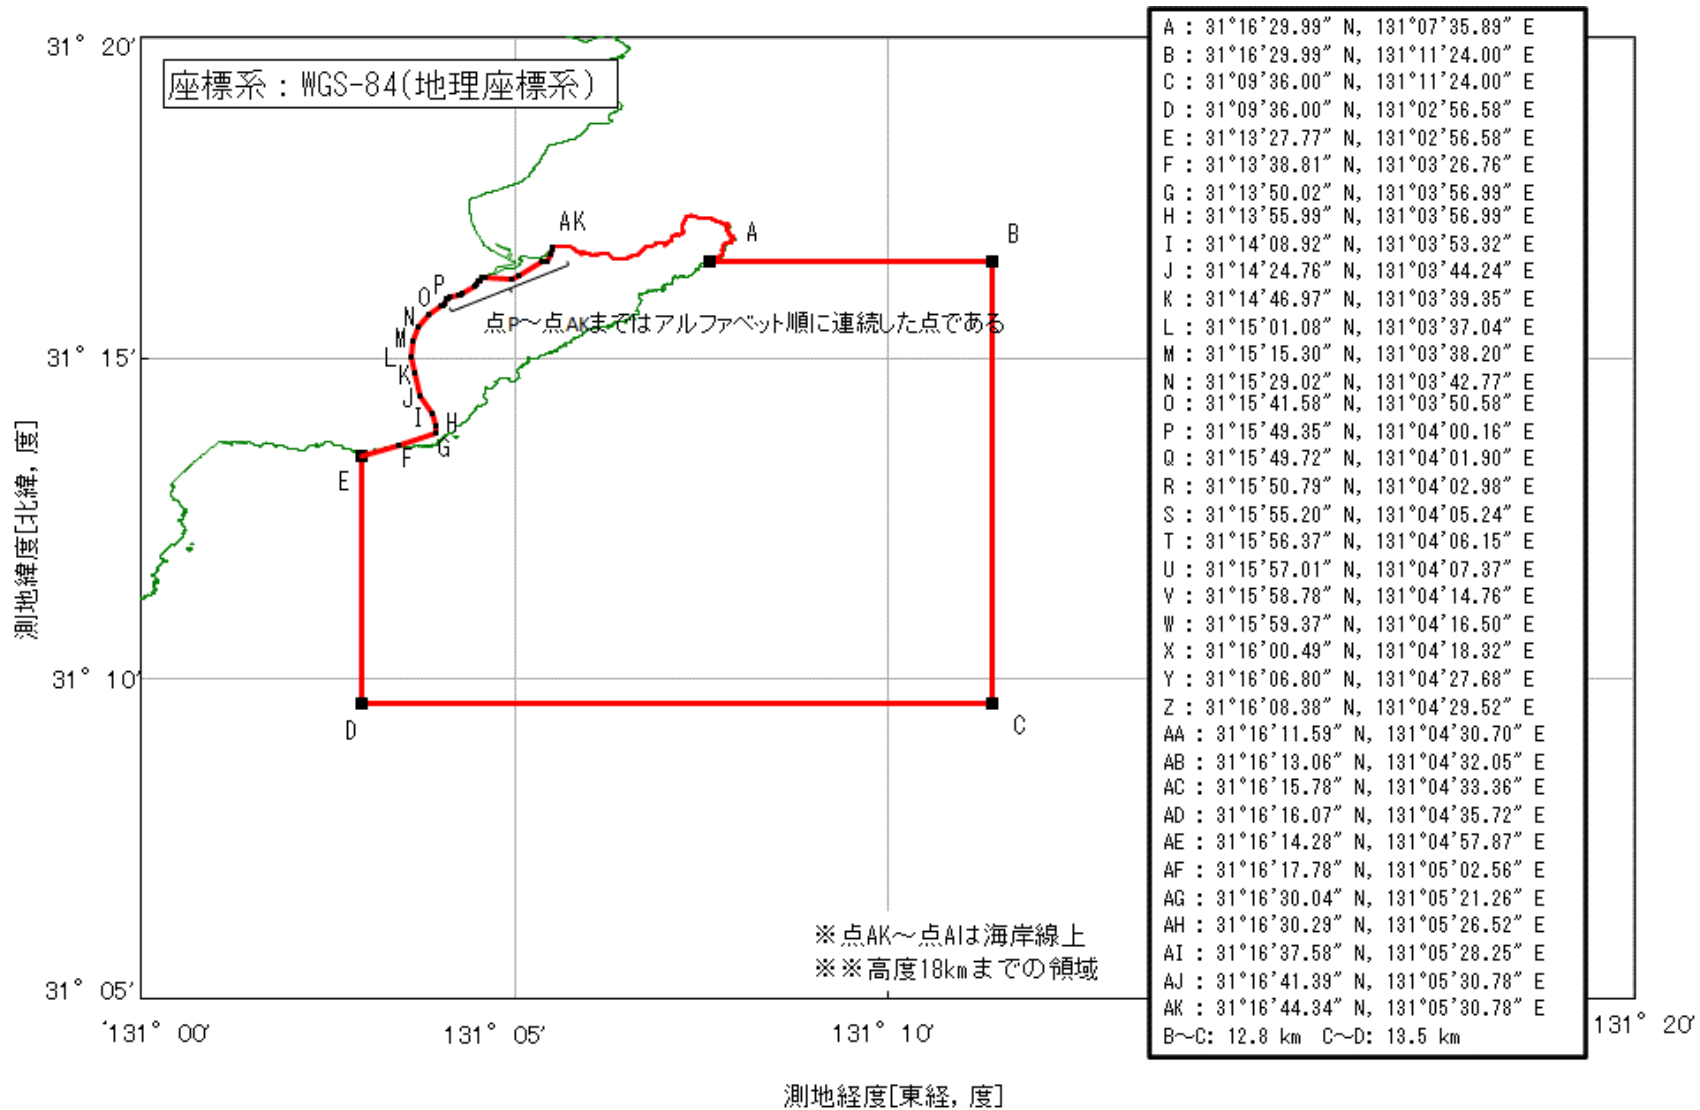 31° 20′
座標系：WGS-84(地理座標系)
AK
A
B
P
O
N
M
L
K
J
I
H
G
F
E
D
C
点P～点AKまではアルファベット順に連続した点である
31° 15′
31° 10′
31° 05′
測地緯度[北緯, 度]
※点AK～点Aは海岸線上
※※高度18kmまでの領域
131° 00′
131° 05′
131° 10′
131° 20′
測地経度[東経, 度]
A : 31°16′29.99″ N, 131°07′35.89″ E
B : 31°16′29.99″ N, 131°11′24.00″ E
C : 31°09′36.00″ N, 131°11′24.00″ E
D : 31°09′36.00″ N, 131°02′56.58″ E
E : 31°13′27.77″ N, 131°02′56.58″ E
F : 31°13′38.81″ N, 131°03′26.76″ E
G : 31°13′50.02″ N, 131°03′56.99″ E
H : 31°13′55.99″ N, 131°03′56.99″ E
I : 31°14′08.92″ N, 131°03′53.32″ E
J : 31°14′24.76″ N, 131°03′44.24″ E
K : 31°14′46.97″ N, 131°03′39.35″ E
L : 31°15′01.08″ N, 131°03′37.04″ E
M : 31°15′15.30″ N, 131°03′38.20″ E
N : 31°15′29.02″ N, 131°03′42.77″ E
O : 31°15′41.58″ N, 131°03′50.58″ E
P : 31°15′49.35″ N, 131°04′00.16″ E
Q : 31°15′49.72″ N, 131°04′01.90″ E
R : 31°15′50.79″ N, 131°04′02.98″ E
S : 31°15′55.20″ N, 131°04′05.24″ E
T : 31°15′56.37″ N, 131°04′06.15″ E
U : 31°15′57.01″ N, 131°04′07.37″ E
V : 31°15′58.78″ N, 131°04′14.76″ E
W : 31°15′59.37″ N, 131°04′16.50″ E
X : 31°16′00.49″ N, 131°04′18.32″ E
Y : 31°16′06.80″ N, 131°04′27.68″ E
Z : 31°16′08.38″ N, 131°04′29.52″ E
AA : 31°16′11.59″ N, 131°04′30.70″ E
AB : 31°16′13.06″ N, 131°04′32.05″ E
AC : 31°16′15.78″ N, 131°04′33.36″ E
AD : 31°16′16.07″ N, 131°04′35.72″ E
AE : 31°16′14.28″ N, 131°04′57.87″ E
AF : 31°16′17.78″ N, 131°05′02.56″ E
AG : 31°16′30.04″ N, 131°05′21.26″ E
AH : 31°16′30.29″ N, 131°05′26.52″ E
AI : 31°16′37.58″ N, 131°05′28.25″ E
AJ : 31°16′41.39″ N, 131°05′30.78″ E
AK : 31°16′44.34″ N, 131°05′30.78″ E
B～C: 12.8 km C～D: 13.5 km